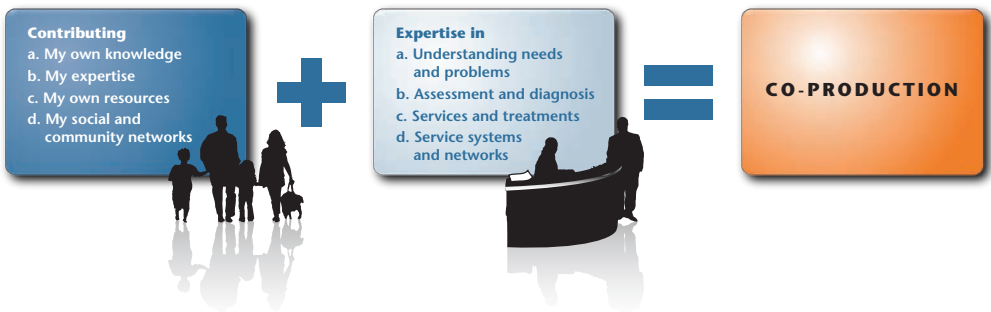 Contributing
a. My own knowledge
b. My expertise
c. My own resources
d. My social and
community networks
Expertise in
a. Understanding needs
and problems
b. Assessment and diagnosis
c. Services and treatments
d. Service systems
and networks
CO-PRODUCTION